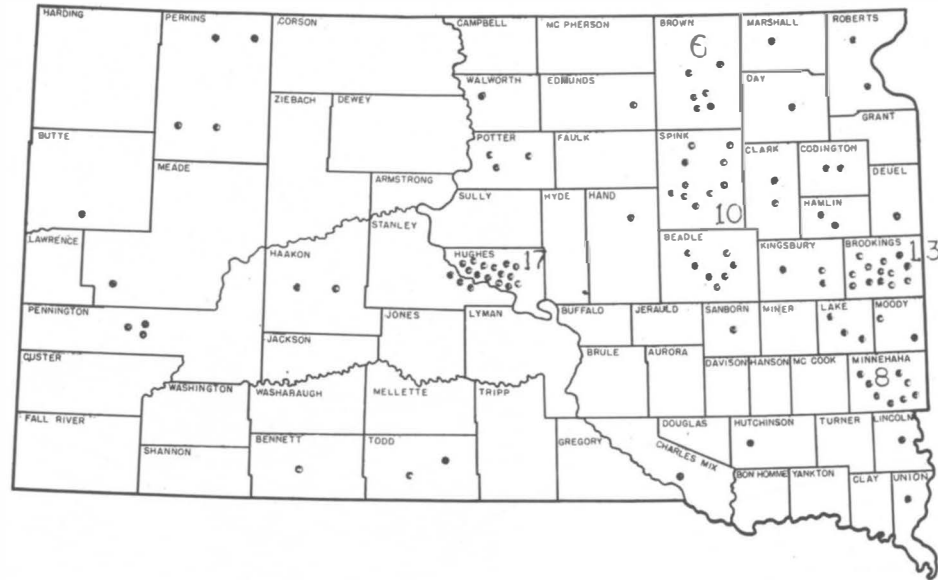 HARDING
PERKINS
CORSON
CAMPBELL
MC PHERSON
BROWN
6
MARSHALL
ROBERTS
WALWORTH
EDMUNDS
DAY
ZIEBACH
DEWEY
GRANT
BUTTE
MEADE
POTTER
FAULK
SPINK
10
CLARK
CODINGTON
DEUEL
HAMLIN
ARMSTRONG
SULLY
HYDE
HAND
STANLEY
LAWRENCE
HAAKON
HUGHES
17
BEADLE
KINGSBURY
BROOKINGS
13
PENNINGTON
JONES
LYMAN
BUFFALO
JERAULD
SANBORN
MINER
LAKE
MOODY
JACKSON
CUSTER
BRULE
AURORA
DAVISON
HANSON
MC COOK
MINNEHAHA
8
WASHINGTON
WASHABAUGH
MELLETTE
TRIPP
FALL RIVER
SHANNON
BENNETT
TODD
GREGORY
DOUGLAS
CHARLES MIX
HUTCHINSON
TURNER
LINCOLN
BON HOMME
YANKTON
CLAY
UNION